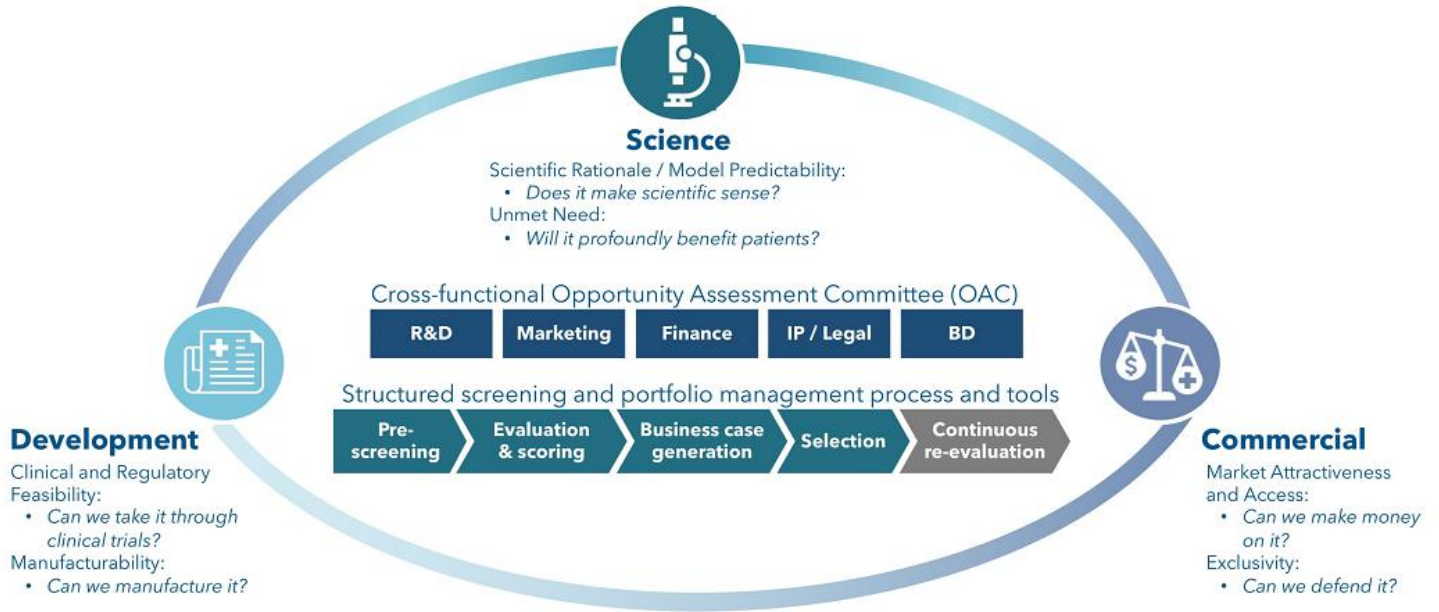 Science
Scientific Rationale / Model Predictability:
• Does it make scientific sense?
Unmet Need:
• Will it profoundly benefit patients?
Cross-functional Opportunity Assessment Committee (OAC)
R&D
Marketing
Finance
IP / Legal
BD
Structured screening and portfolio management process and tools
Pre-
screening
Evaluation
& scoring
Business case
generation
Selection
Continuous
re-evaluation
Development
Clinical and Regulatory
Feasibility:
• Can we take it through
clinical trials?
Manufacturability:
• Can we manufacture it?
$
Commercial
Market Attractiveness
and Access:
• Can we make money
on it?
Exclusivity:
• Can we defend it?